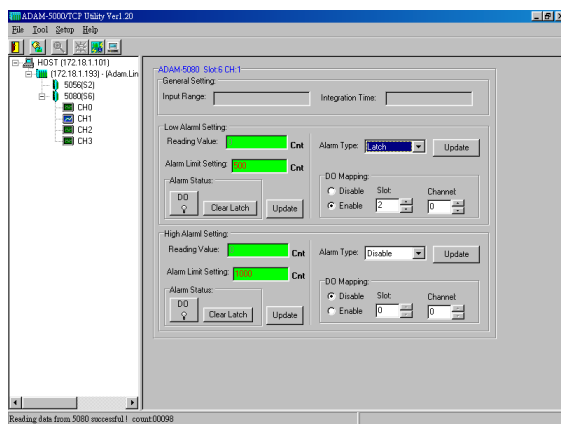 ADAM-5000/TCP Utility Ver1.20
File Tool Setup Help
HOST (172.18.1.101)
(172.18.1.193) - (Adam.Lin
5056(S2)
5080(S6)
CH0
CH1
CH2
CH3
ADAM-5080 Slot:6 CH:1
General Setting:
Input Range:
Integration Time:
Low Alarml Setting:
Reading Value:
Cnt
Alarm Type: Latch
Update
Alarm Limit Setting: 500
Cnt
Alarm Status:
DO
Clear Latch
Update
DO Mapping:
Disable Slot: Channel:
Enable 2 0
High Alarml Setting:
Reading Value:
Cnt
Alarm Type: Disable
Update
Alarm Limit Setting: 1000
Cnt
Alarm Status:
DO
Clear Latch
Update
DO Mapping:
Disable Slot: Channel:
Enable 0 0
Reading data from 5080 successful ! count:00098